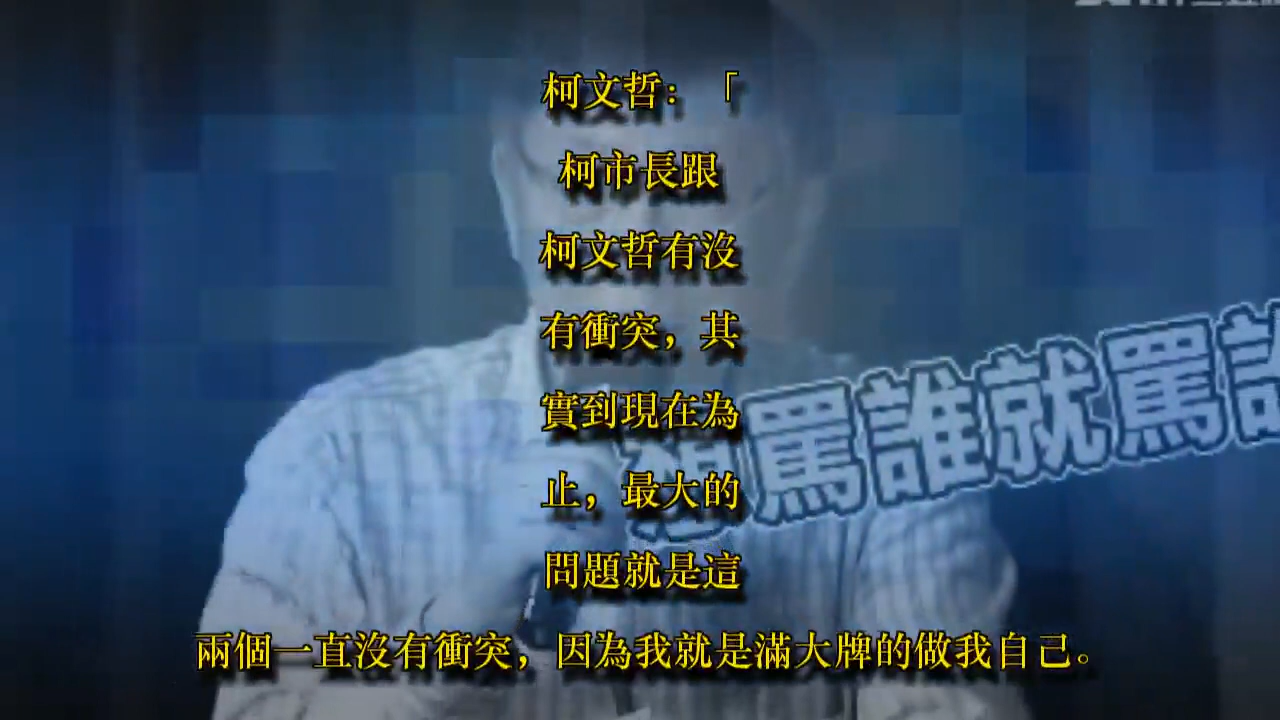 柯文哲：「
柯市長跟
柯文哲有沒
有衝突，其
實到現在為
止，最大的
問題就是這
兩個一直沒有衝突，因為我就是滿大牌的做我自己。
想罵誰就罵